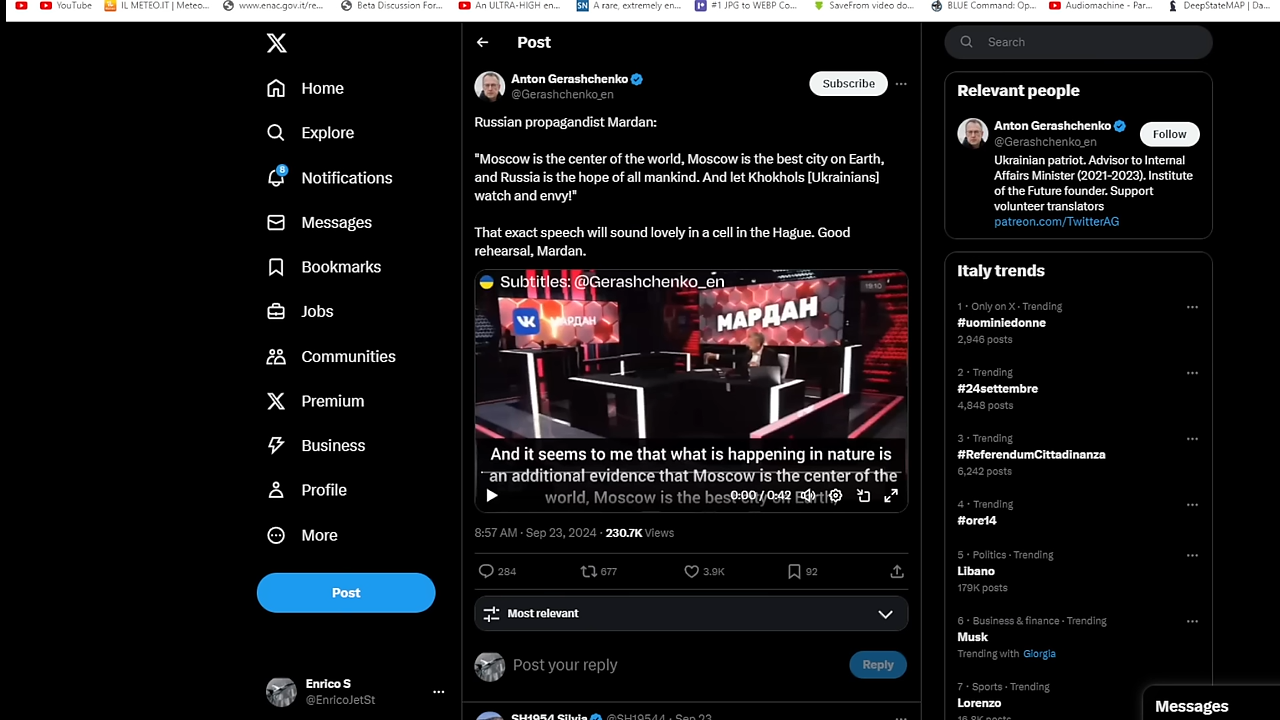 YouTube
IL METEO.IT | Meteo...
www.enac.gov.it/re...
Beta Discussion For...
An ULTRA-HIGH en...
A rare, extremely en...
#1 JPG to WEBP Co...
SaveFrom video do...
BLUE Command: Op...
Audiomachine - Par...
DeepStateMAP | Da...
Home
Explore
8
Notifications
Messages
Bookmarks
Jobs
Communities
Premium
Business
Profile
More
Post
Enrico S
@EnricoJetSt
Post
Anton Gerashchenko
@Gerashchenko_en
Subscribe
Russian propagandist Mardan:
"Moscow is the center of the world, Moscow is the best city on Earth,
and Russia is the hope of all mankind. And let Khokhols [Ukrainians]
watch and envy!"
That exact speech will sound lovely in a cell in the Hague. Good
rehearsal, Mardan.
Subtitles: @Gerashchenko_en
19:10
VK МАРДАН
МАРДАН
And it seems to me that what is happening in nature is
an additional evidence that Moscow is the center of the
world, Moscow is the best city on Earth,
0:00 / 0:42
8:57 AM · Sep 23, 2024 · 230.7K Views
284
677
3.9K
92
Most relevant
Post your reply
Reply
SH1954 Silvia @SH19544 · Sep 23
Search
Relevant people
Anton Gerashchenko
@Gerashchenko_en
Follow
Ukrainian patriot. Advisor to Internal
Affairs Minister (2021-2023). Institute
of the Future founder. Support
volunteer translators
patreon.com/TwitterAG
Italy trends
1 · Only on X · Trending
#uominiedonne
2,946 posts
2 · Trending
#24settembre
4,848 posts
3 · Trending
#ReferendumCittadinanza
6,242 posts
4 · Trending
#ore14
5 · Politics · Trending
Libano
179K posts
6 · Business & finance · Trending
Musk
Trending with Giorgia
7 · Sports · Trending
Lorenzo
16.8K posts
Messages